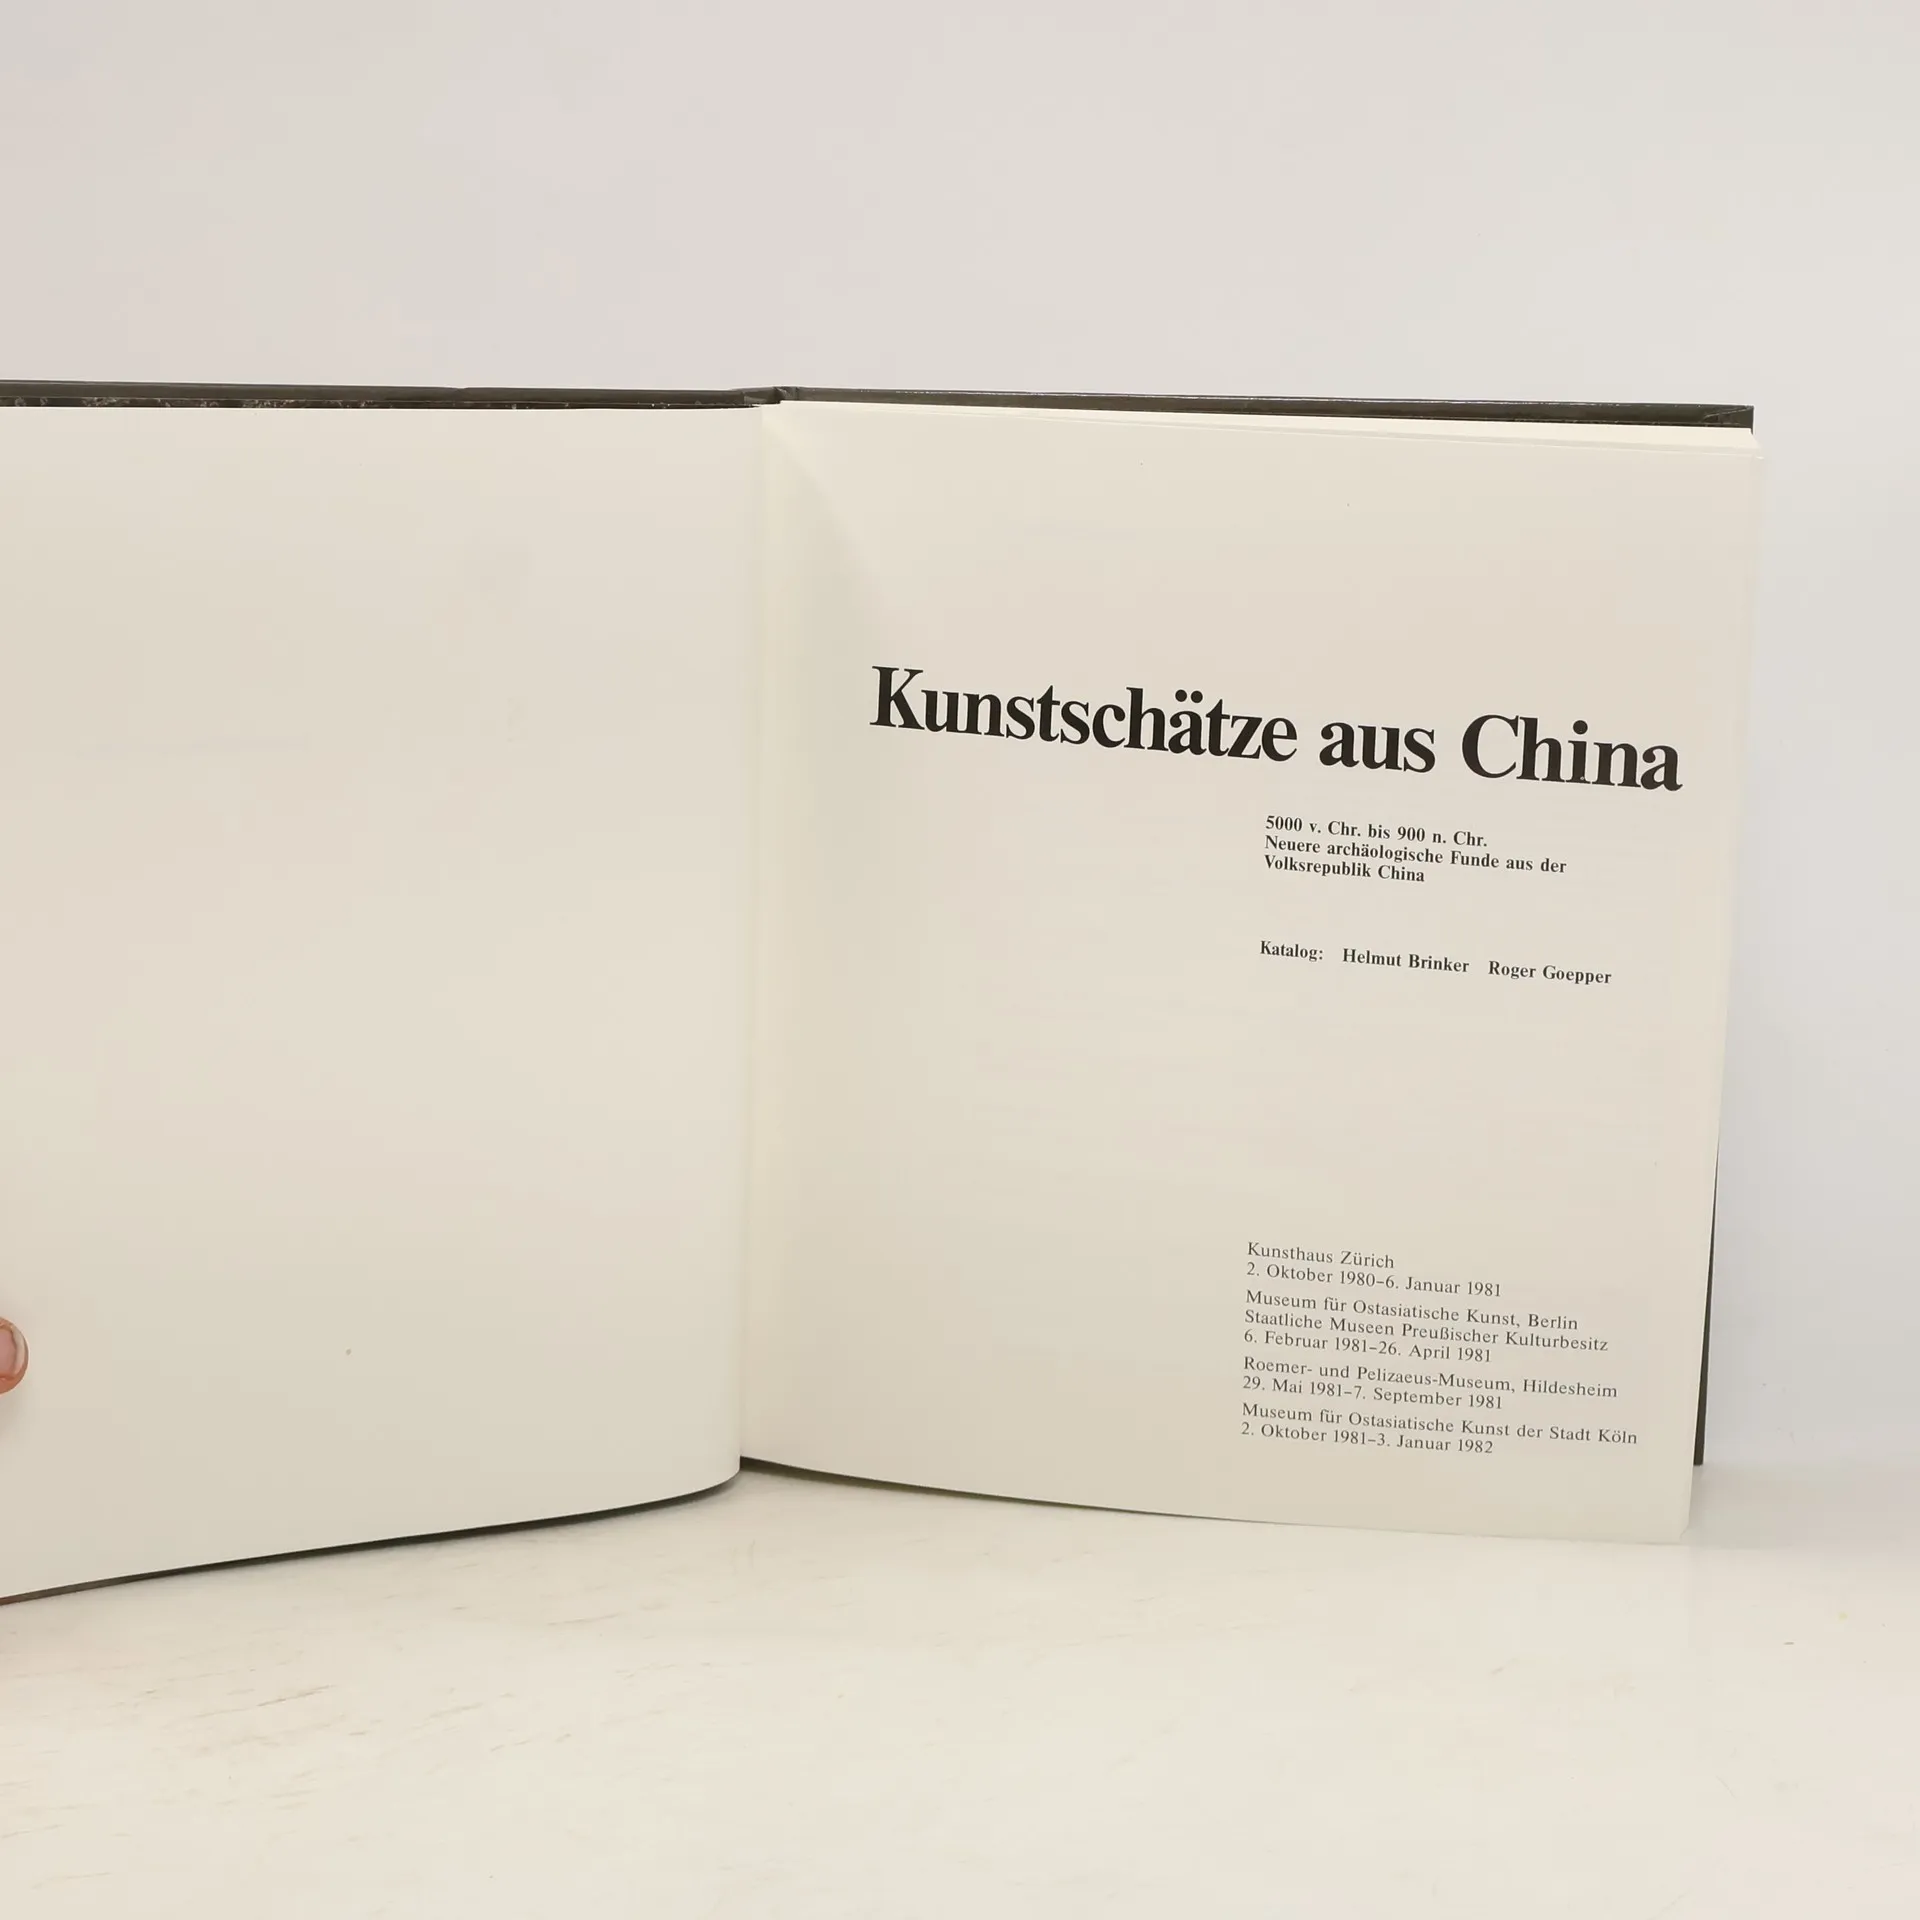 Kunstschätze aus China
5000 v. Chr. bis 900 n. Chr.
Neuere archäologische Funde aus der
Volksrepublik China
Katalog: Helmut Brinker Roger Goepper
Kunsthaus Zürich
2. Oktober 1980–6. Januar 1981
Museum für Ostasiatische Kunst, Berlin
Staatliche Museen Preußischer Kulturbesitz
6. Februar 1981–26. April 1981
Roemer- und Pelizaeus-Museum, Hildesheim
29. Mai 1981–7. September 1981
Museum für Ostasiatische Kunst der Stadt Köln
2. Oktober 1981–3. Januar 1982